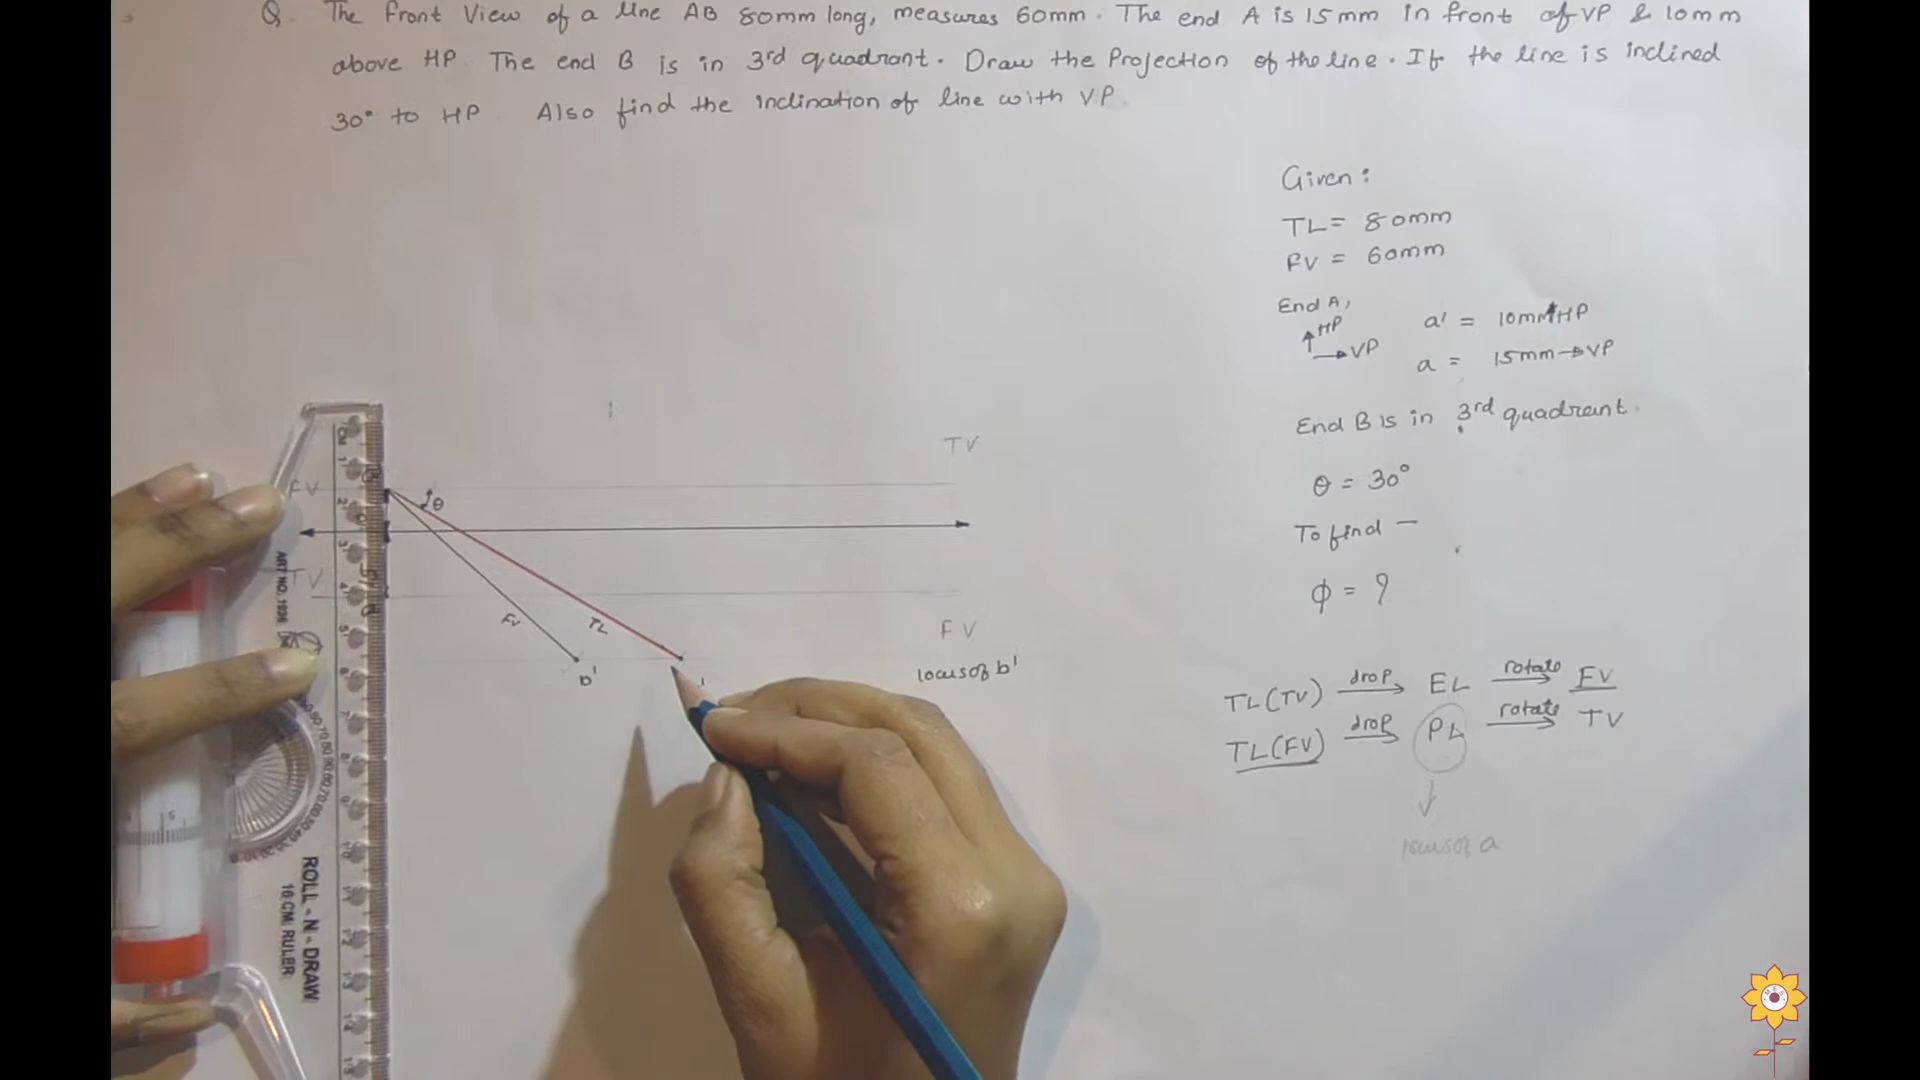 Q. The Front View of a line AB 80mm long, measures 60mm. The end A is 15mm in front of VP & 10mm
above HP. The end B is in 3rd quadrant. Draw the Projection of the line. If the line is inclined
30° to HP Also find the inclination of line with VP.
Given:
TL = 80mm
FV = 60mm
End A,
↑HP
→VP
a' = 10mm↑HP
a = 15mm→VP
End B is in 3rd quadrant.
θ = 30°
To find —
φ = ?
TL(TV) drop→ EL rotate→ FV
TL(FV) drop→ PL rotate→ TV
locus of a
TV
FV
θ
TV
FV
TL
FV
b'
locus of b'
ART NO. 1936
ROLL-N-DRAW
16 CM. RULER